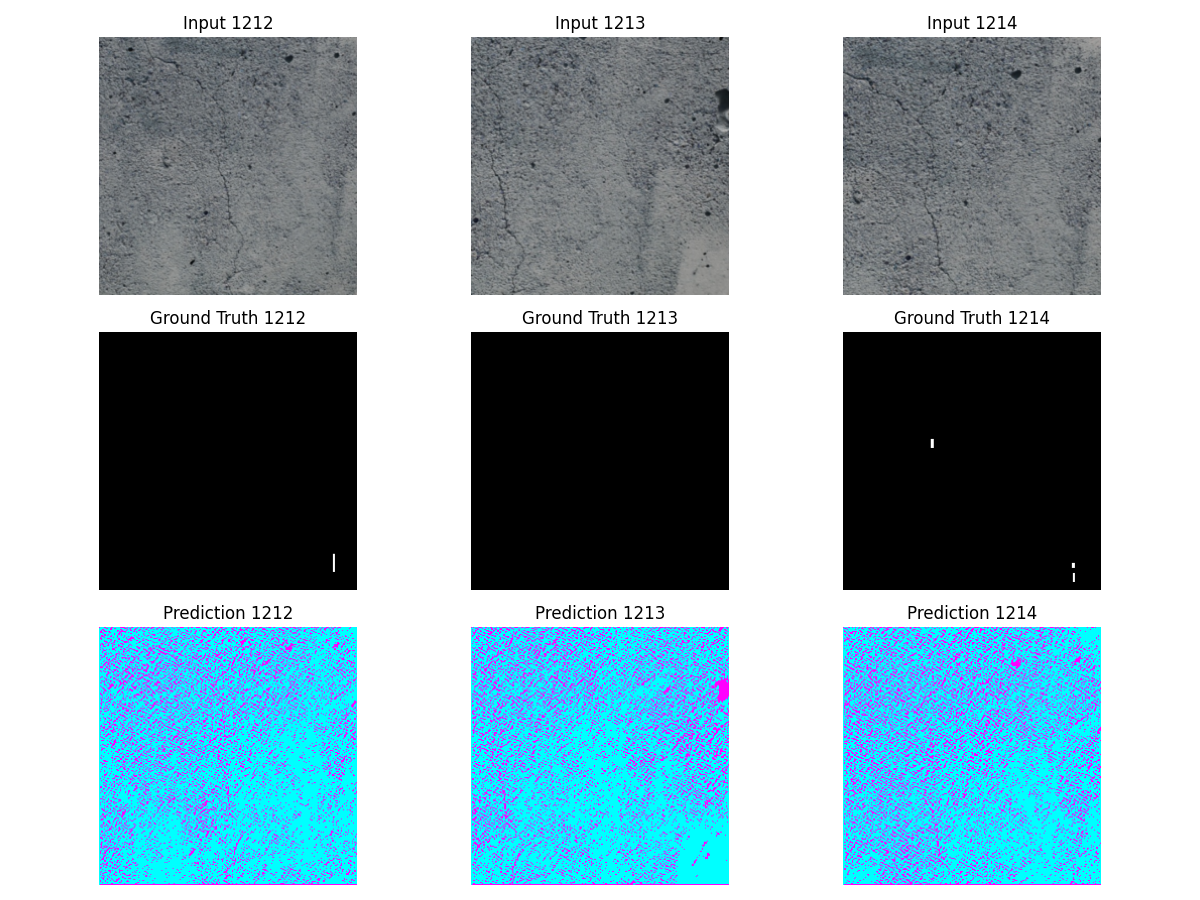 Input 1212
Input 1213
Input 1214
Ground Truth 1212
Ground Truth 1213
Ground Truth 1214
Prediction 1212
Prediction 1213
Prediction 1214